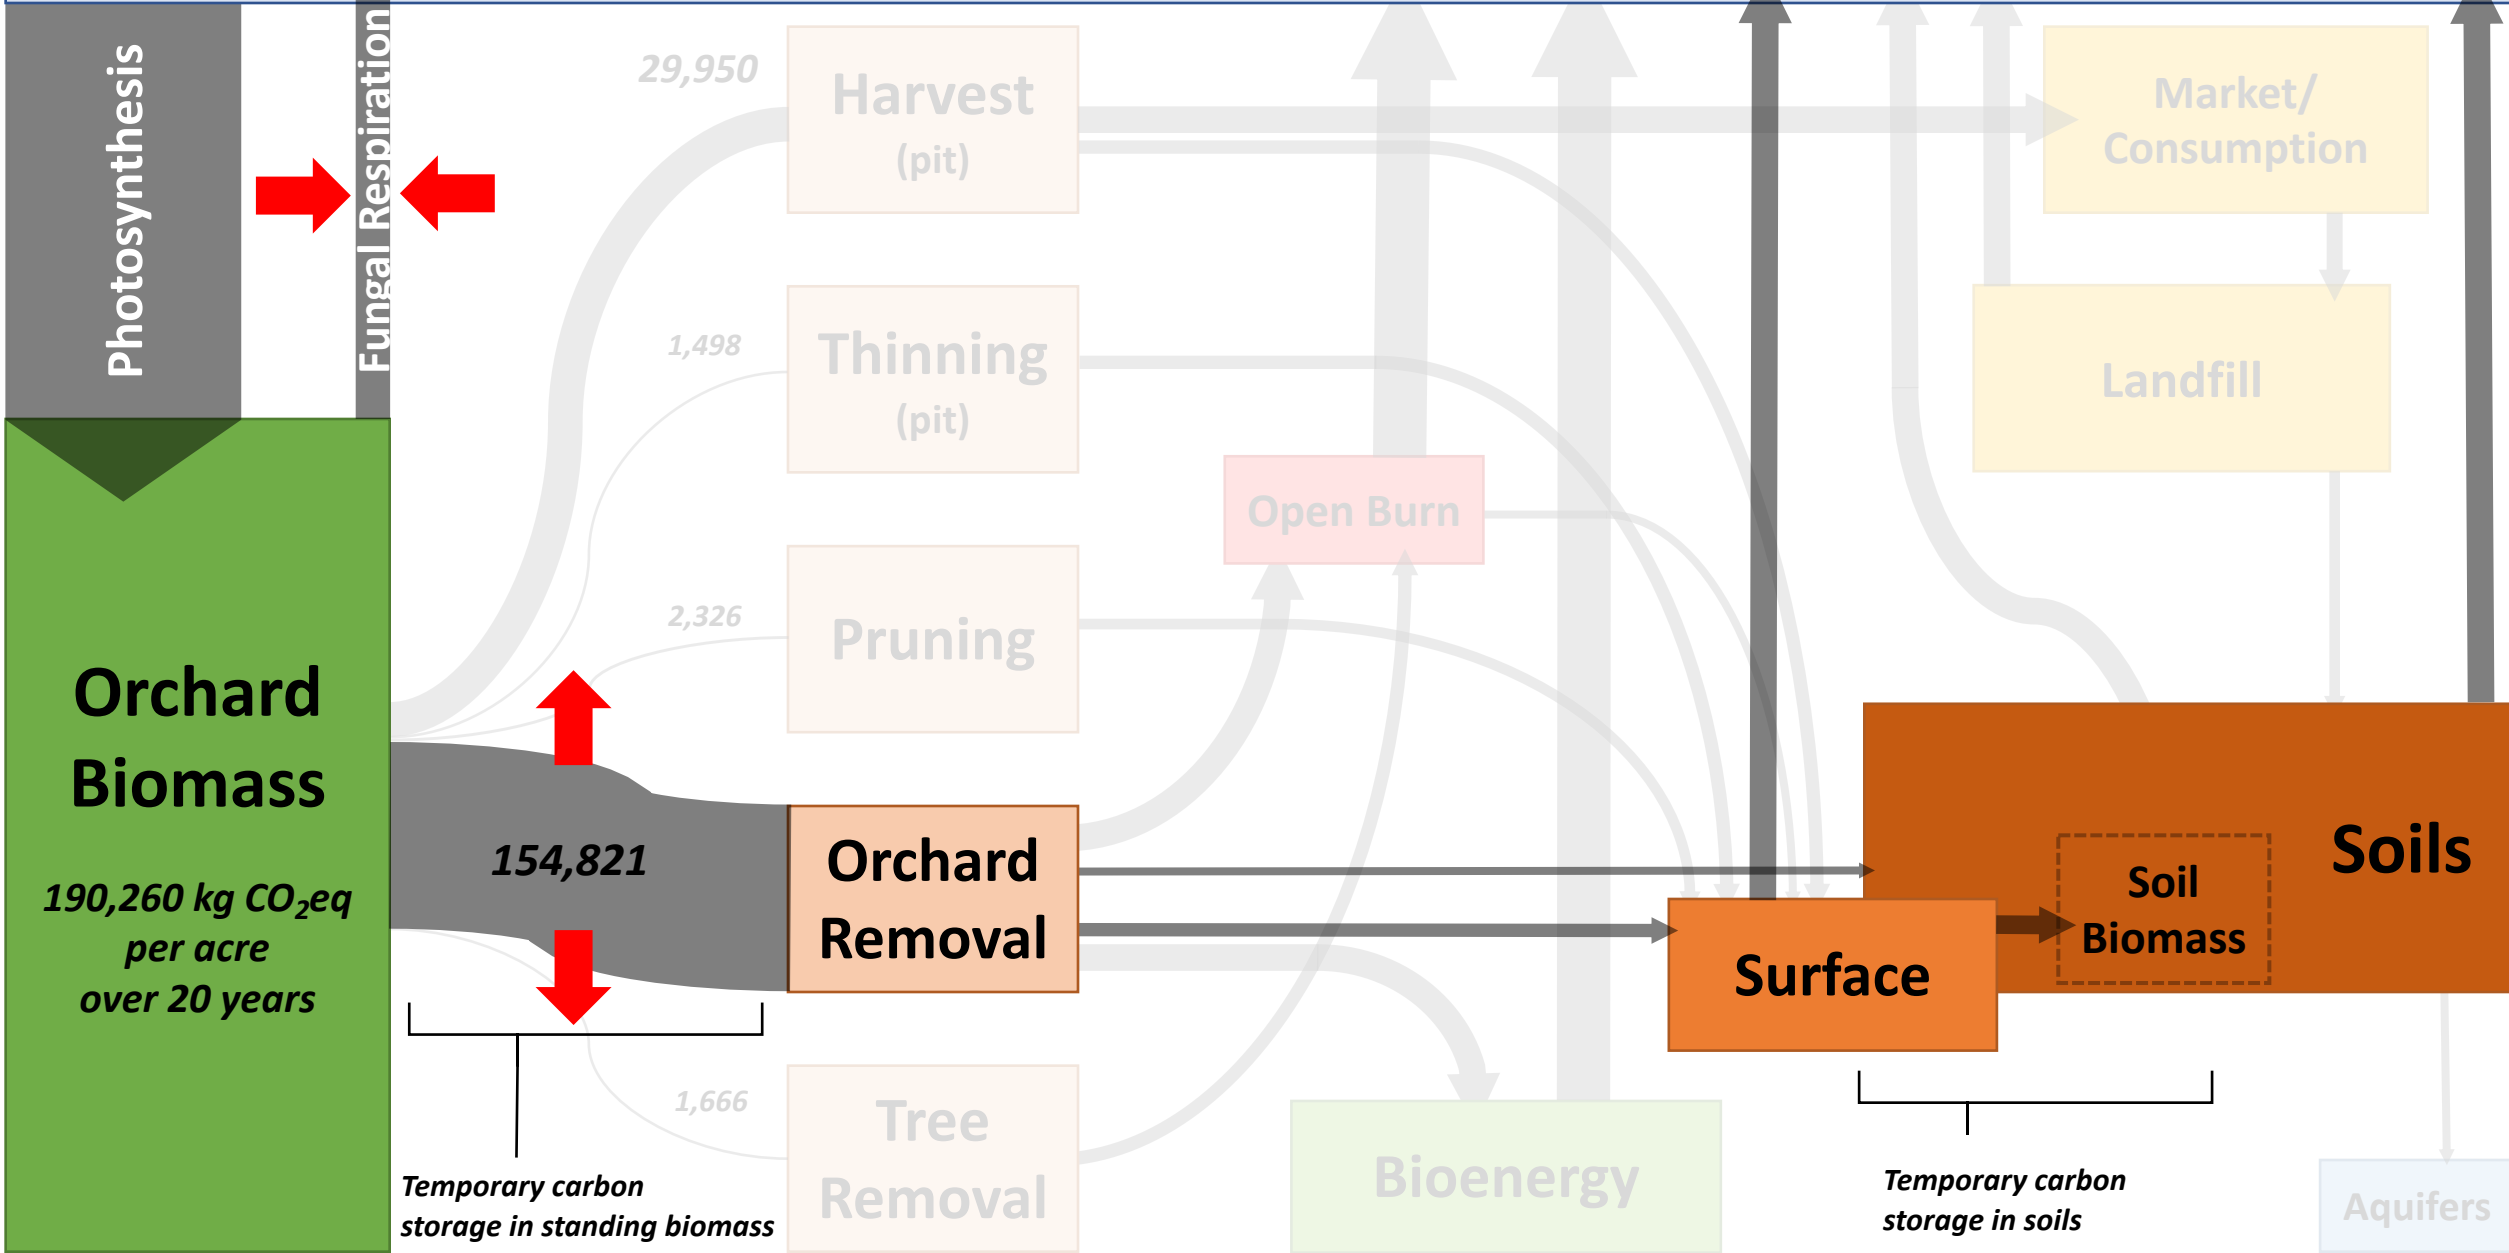 Photosynthesis
Fungal Respiration
29,950
Harvest
(pit)
Market/
Consumption
1,498
Thinning
(pit)
Landfill
Open Burn
2,326
Pruning
Orchard
Biomass
190,260 kg CO₂eq
per acre
over 20 years
154,821
Orchard
Removal
Soils
Soil
Biomass
Surface
1,666
Tree
Removal
Bioenergy
Aquifers
Temporary carbon
storage in standing biomass
Temporary carbon
storage in soils